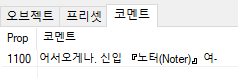 오브젝트 프리셋 코멘트
Prop 코멘트
1100 어서오게나. 신입 『노터(Noter)』 여-